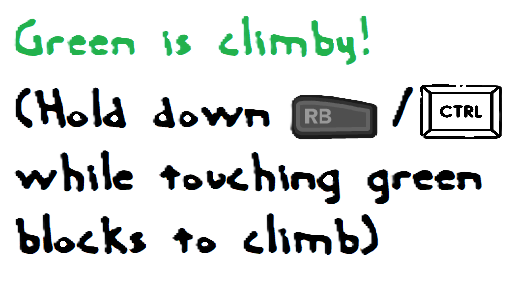 Green is climby!
(Hold down RB / CTRL
while touching green
blocks to climb)